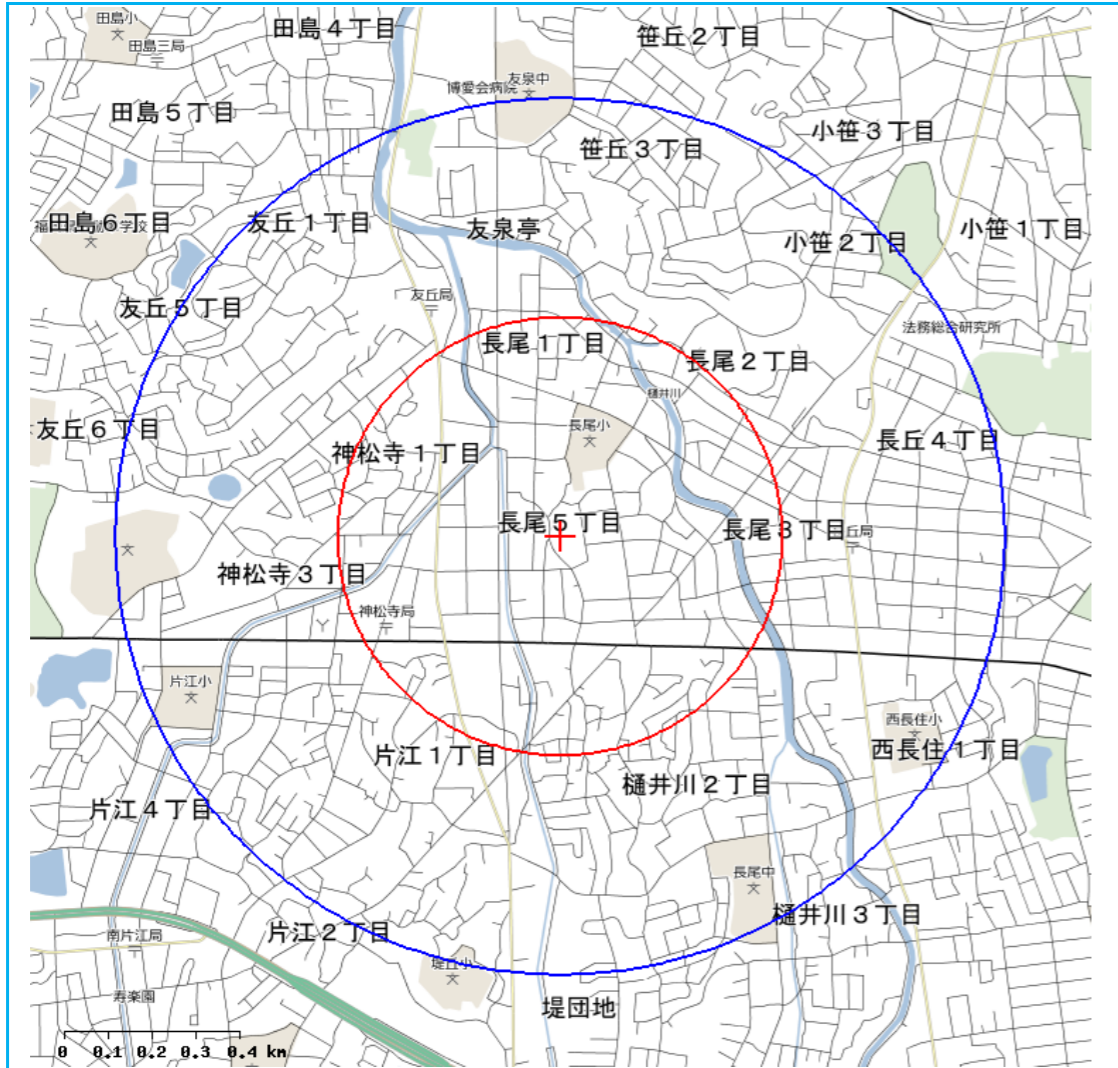 田島小
田島三局
田島4丁目
笹丘2丁目
友泉中
博愛会病院
田島5丁目
小笹3丁目
笹丘3丁目
田島6丁目
友丘1丁目
友泉亭
小笹2丁目
小笹1丁目
友丘5丁目
友丘局
法務総合研究所
長尾1丁目
長尾2丁目
樋井川
友丘6丁目
長尾小
神松寺1丁目
長丘4丁目
長尾5丁目
長尾3丁目
丘局
神松寺3丁目
神松寺局
片江小
西長住小
片江1丁目
西長住1丁目
樋井川2丁目
片江4丁目
長尾中
樋井川3丁目
片江2丁目
南片江局
堤丘小
寿楽園
堤団地
0 0.1 0.2 0.3 0.4 km